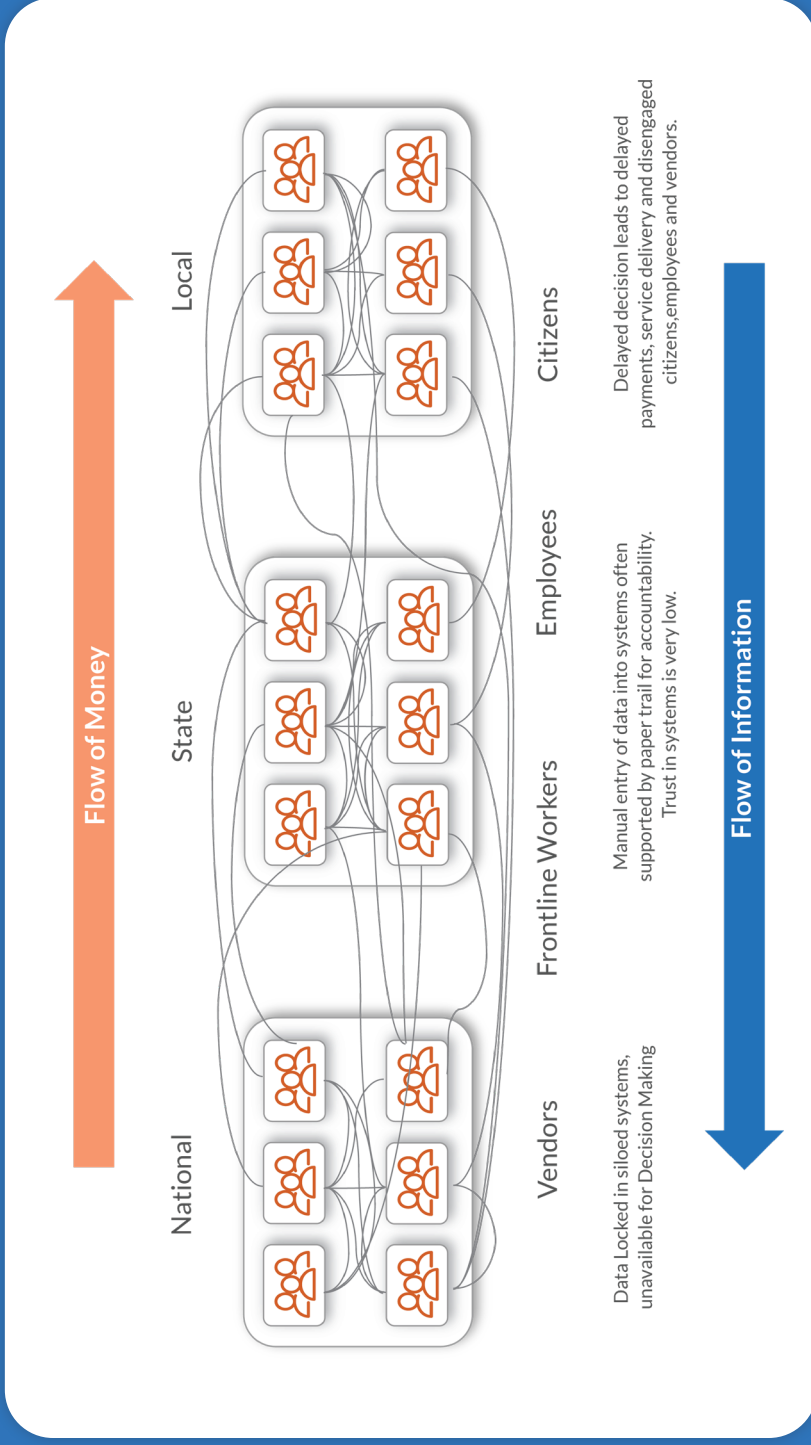 Flow of Money
National
State
Local
Vendors
Frontline Workers
Employees
Citizens
Data Locked in siloed systems,
unavailable for Decision Making
Manual entry of data into systems often
supported by paper trail for accountability.
Trust in systems is very low.
Delayed decision leads to delayed
payments, service delivery and disengaged
citizens,employees and vendors.
Flow of Information